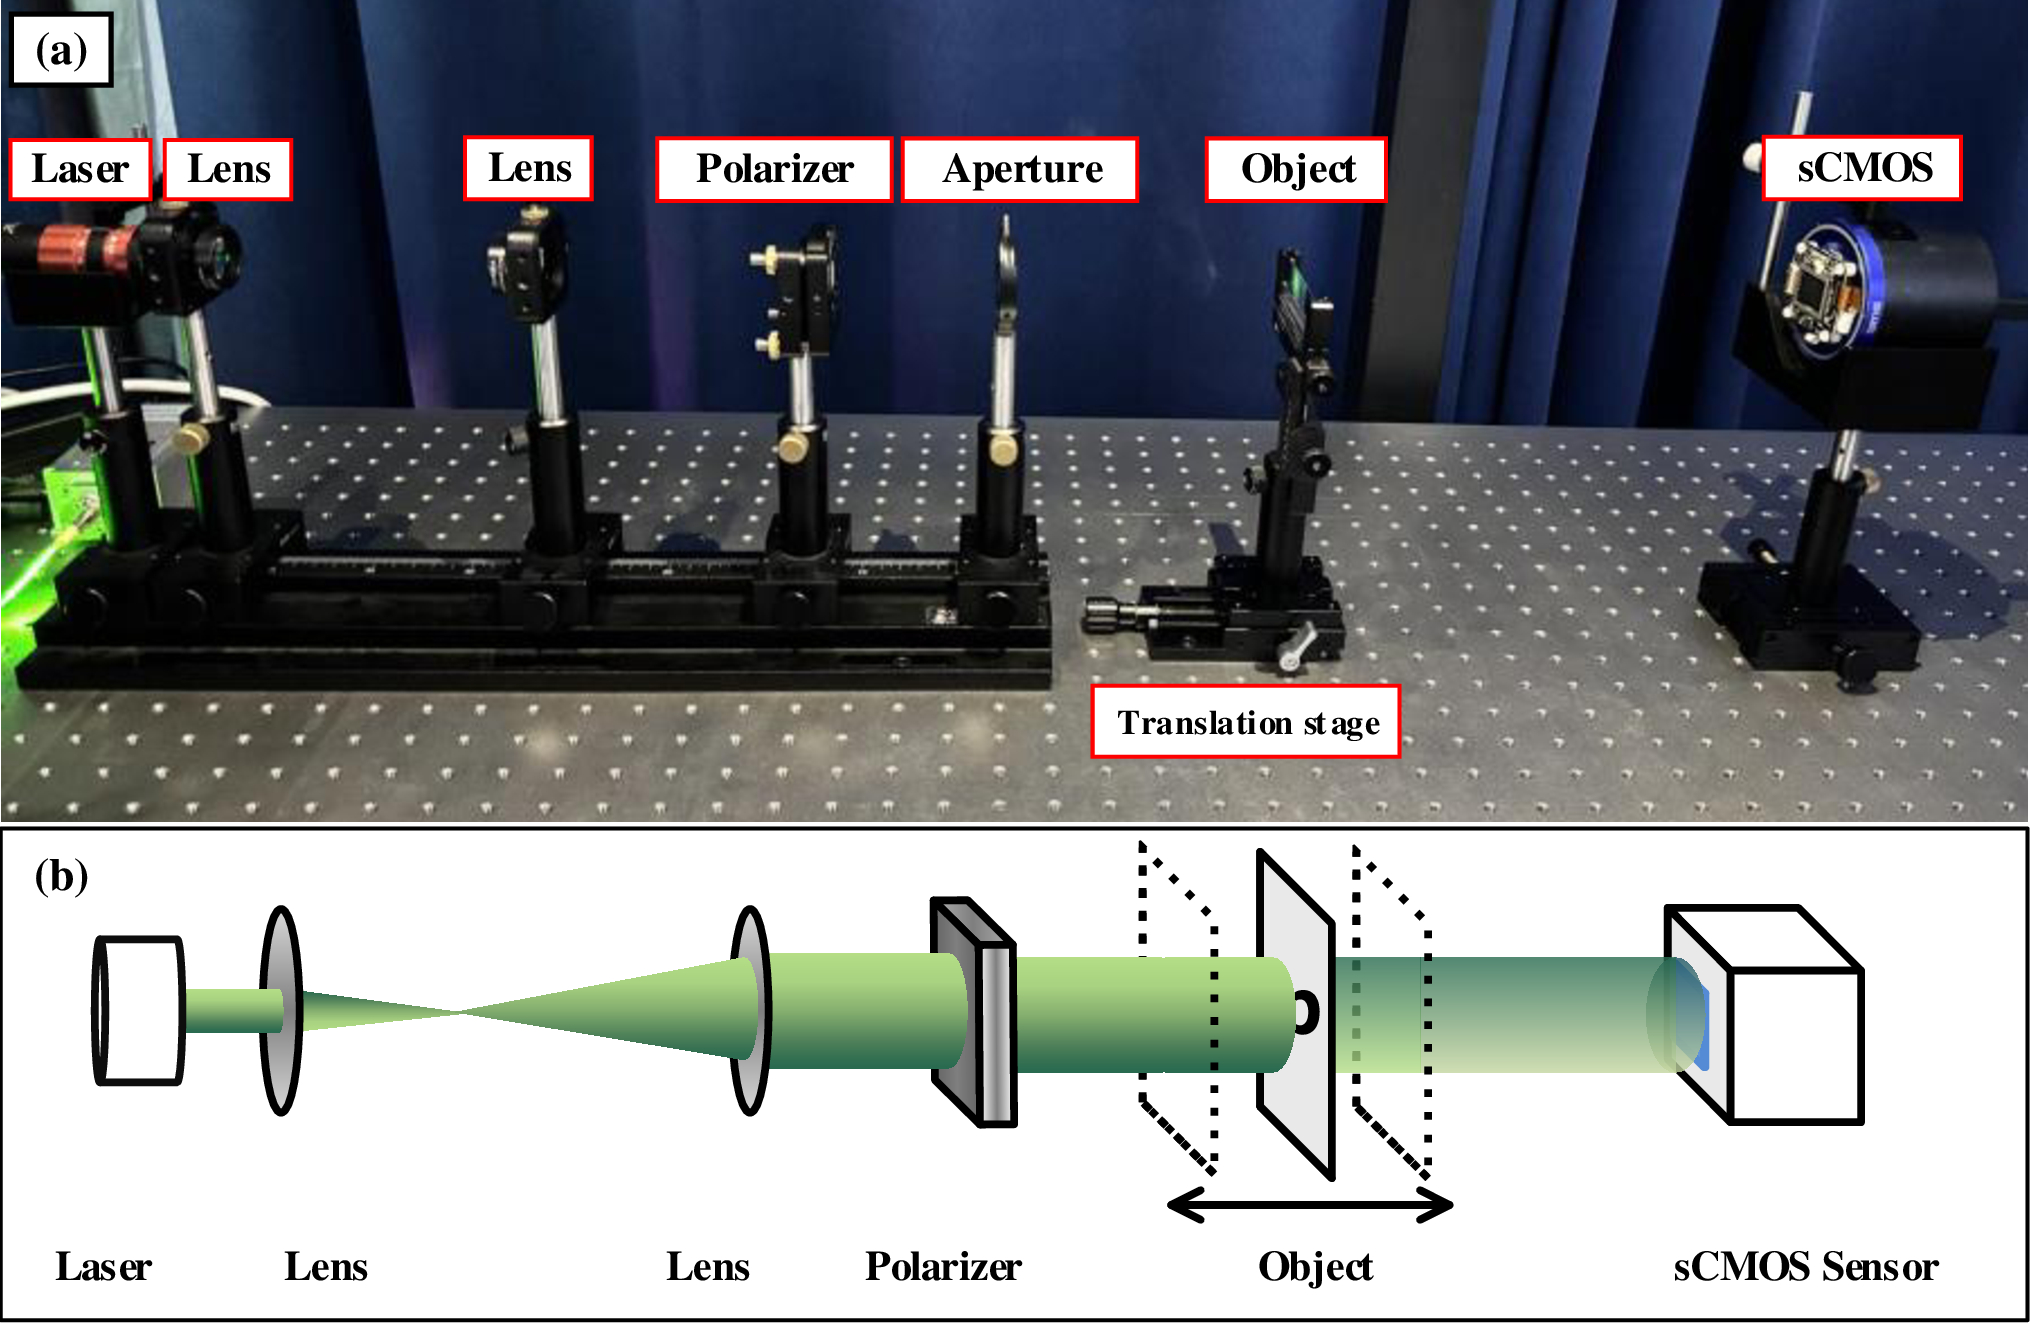 (a)
Laser Lens Lens Polarizer Aperture Object sCMOS
Translation stage
(b)
Laser Lens Lens Polarizer Object sCMOS Sensor